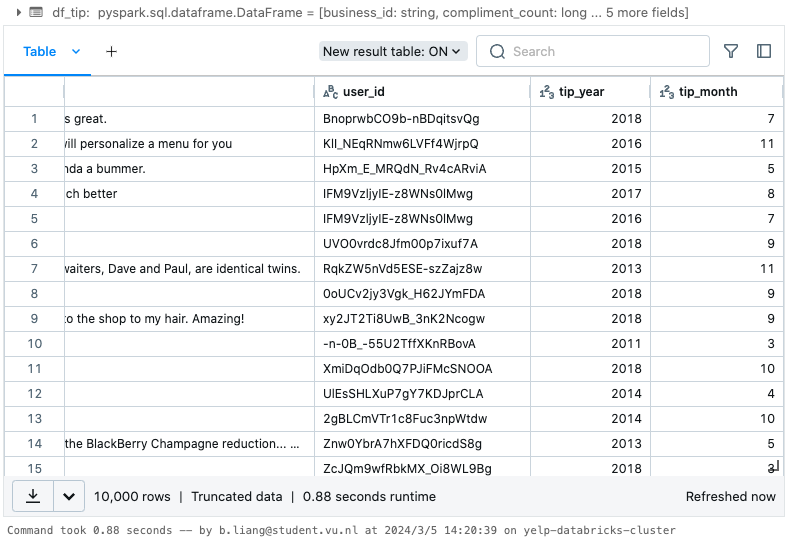 df_tip: pyspark.sql.dataframe.DataFrame = [business_id: string, compliment_count: long ... 5 more fields]
Table + New result table: ON Search
user_id tip_year tip_month
1 s great. BnoprwbCO9b-nBDqitsvQg 2018 7
2 will personalize a menu for you KlI_NEqRNmw6LVFf4WjrpQ 2016 11
3 nda a bummer. HpXm_E_MRQdN_Rv4cARviA 2015 5
4 ch better IFM9VzljyIE-z8WNs0lMwg 2017 8
5 IFM9VzljyIE-z8WNs0lMwg 2016 7
6 UVO0vrdc8Jfm00p7ixuf7A 2018 9
7 waiters, Dave and Paul, are identical twins. RqkZW5nVd5ESE-szZajz8w 2013 11
8 0oUCv2jy3Vgk_H62JYmFDA 2018 9
9 to the shop to my hair. Amazing! xy2JT2Ti8UwB_3nK2Ncogw 2018 9
10 -n-0B_-55U2TffXKnRBovA 2011 3
11 XmiDqOdb0Q7PJiFMcSNOOA 2018 10
12 UlEsSHLXuP7gY7KDJprCLA 2014 4
13 2gBLCmVTr1c8Fuc3npWtdw 2014 10
14 the BlackBerry Champagne reduction... ... Znw0YbrA7hXFDQ0ricdS8g 2013 5
15 ZcJQm9wfRbkMX_Oi8WL9Bg 2018 3
10,000 rows | Truncated data | 0.88 seconds runtime Refreshed now
Command took 0.88 seconds -- by b.liang@student.vu.nl at 2024/3/5 14:20:39 on yelp-databricks-cluster